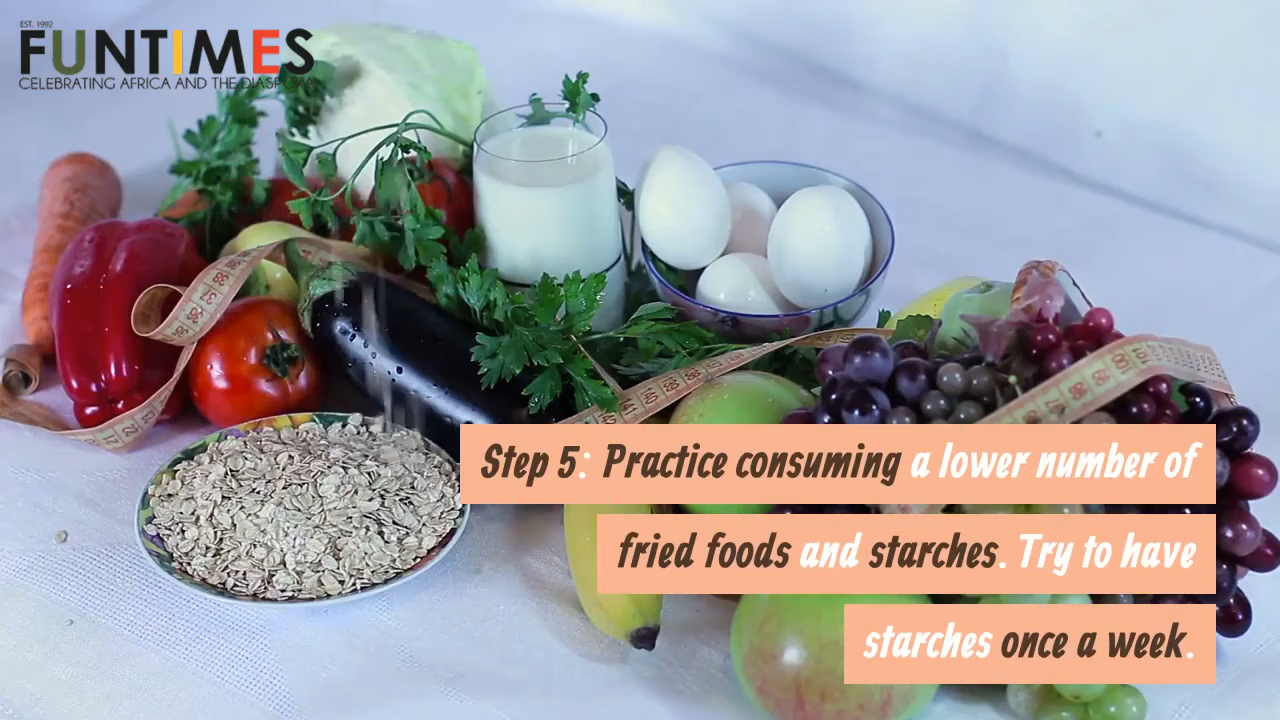 EST. 1992
FUNTIMES
CELEBRATING AFRICA AND THE DIASPORA
Step 5: Practice consuming a lower number of
fried foods and starches. Try to have
starches once a week.